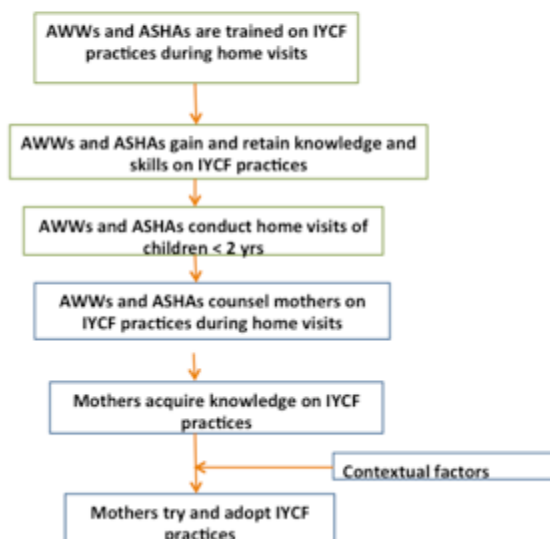 AWWs and ASHAs are trained on IYCF
practices during home visits
AWWs and ASHAs gain and retain knowledge and
skills on IYCF practices
AWWs and ASHAs conduct home visits of
children < 2 yrs
AWWs and ASHAs counsel mothers on
IYCF practices during home visits
Mothers acquire knowledge on IYCF
practices
Contextual factors
Mothers try and adopt IYCF
practices